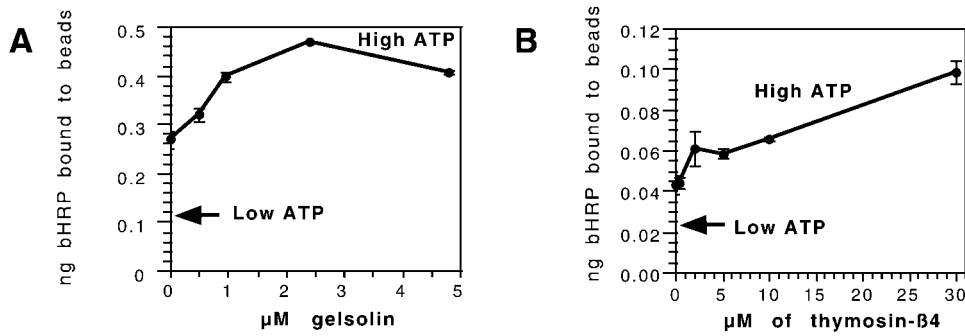 A
ng bHRP bound to beads
0.5
0.4
0.3
0.2
0.1
0
High ATP
Low ATP
0 1 2 3 4 5
µM gelsolin
B
ng bHRP bound to beads
0.12
0.10
0.08
0.06
0.04
0.02
0.00
High ATP
Low ATP
0 5 10 15 20 25 30
µM of thymosin-ß4